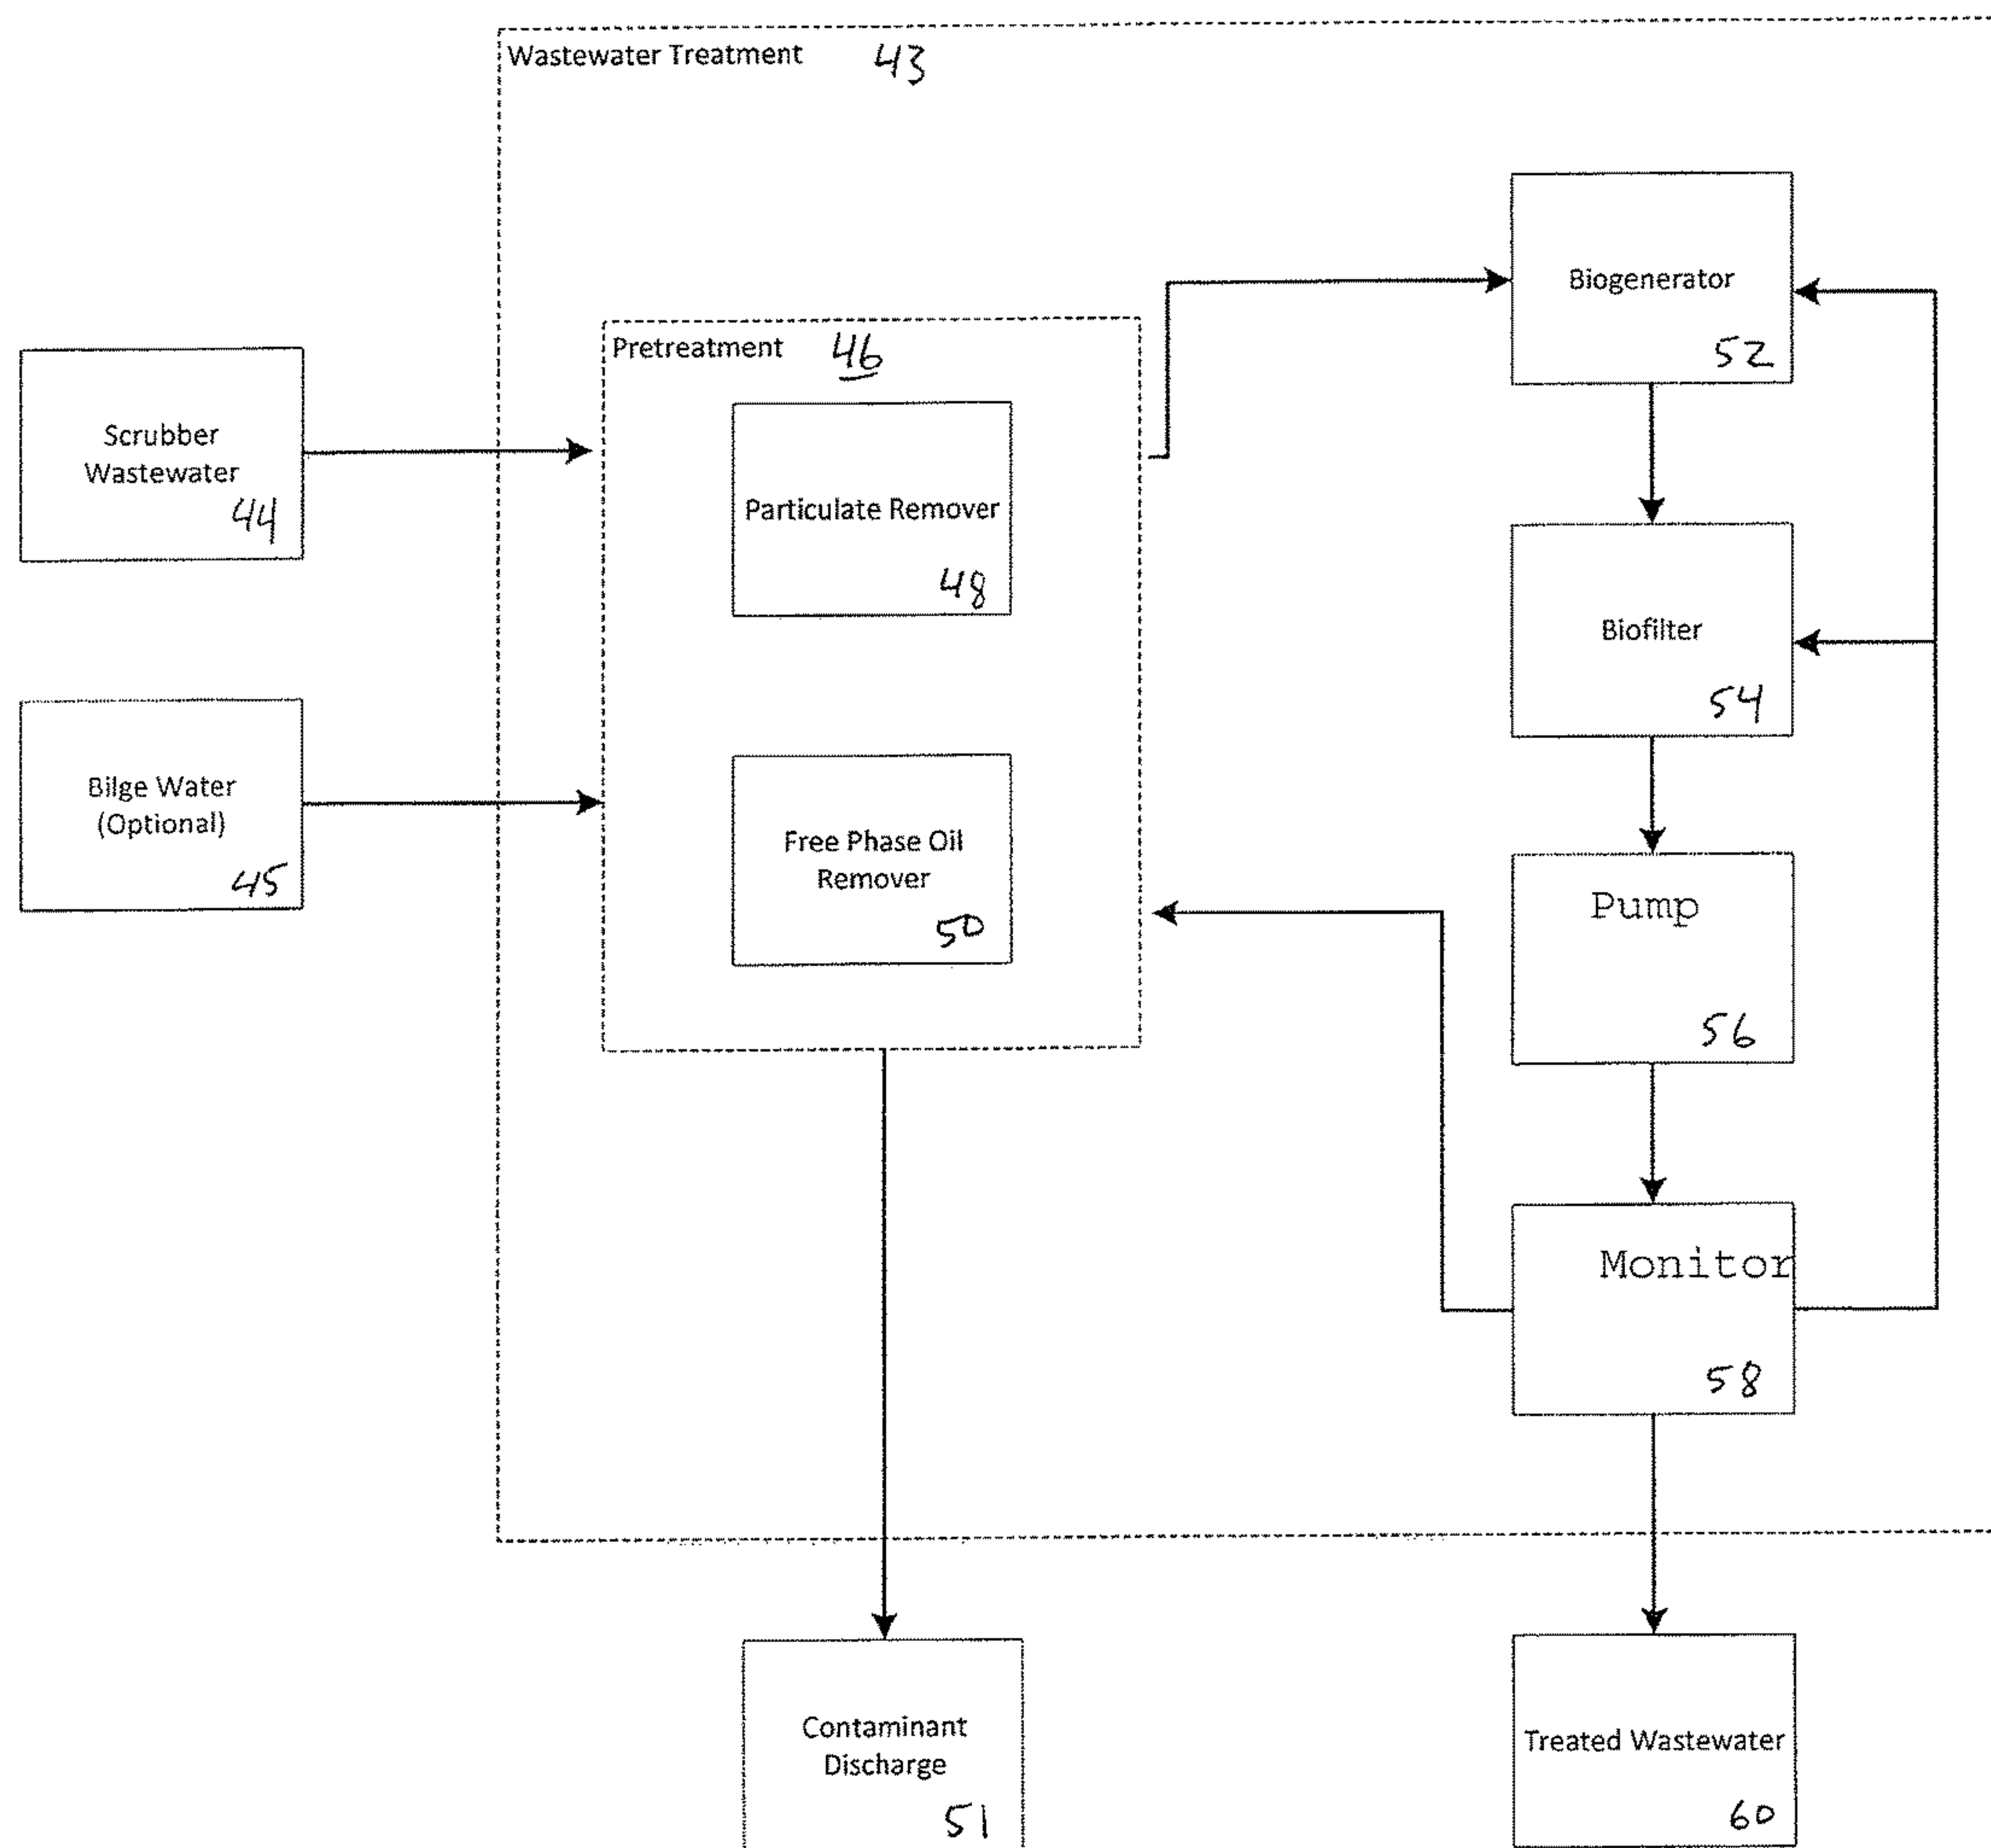 Wastewater Treatment 43
Biogenerator
52
Pretreatment 46
Scrubber
Wastewater
44
Particulate Remover
48
Biofilter
54
Bilge Water
(Optional)
45
Free Phase Oil
Remover
50
Pump
56
Monitor
58
Contaminant
Discharge
51
Treated Wastewater
60